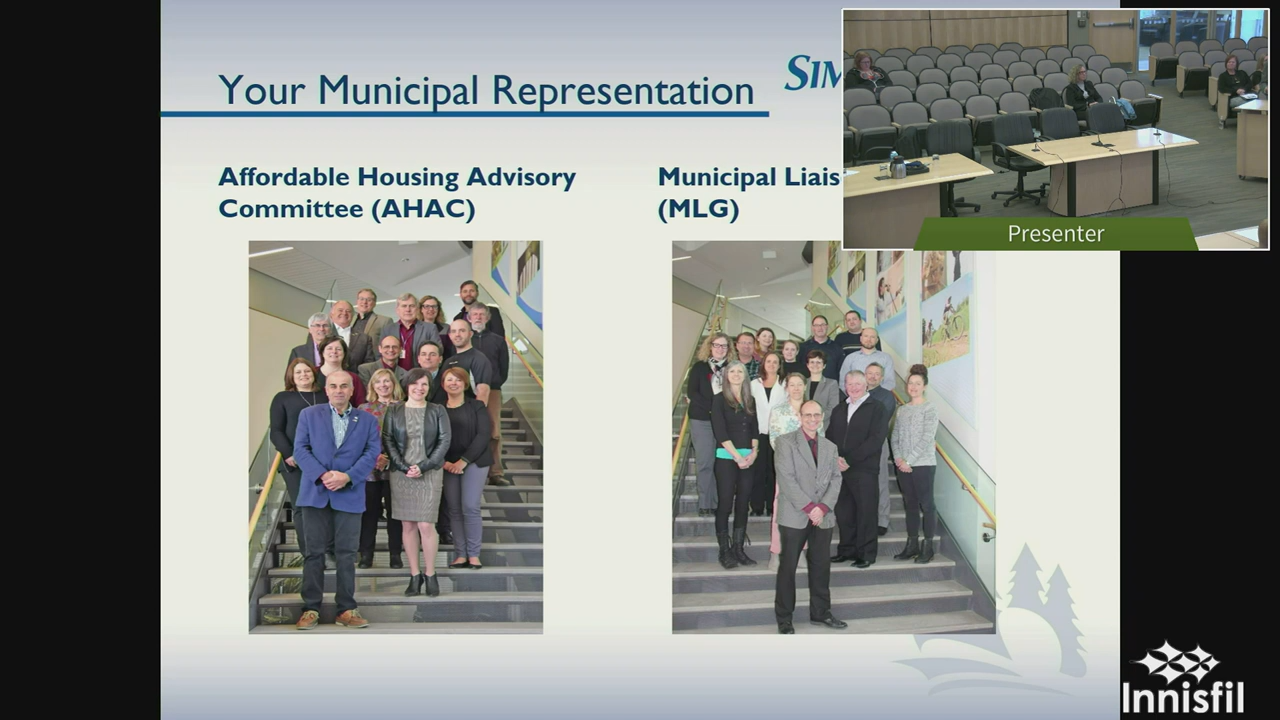 Your Municipal Representation
SIM
Affordable Housing Advisory
Committee (AHAC)
Municipal Liais
(MLG)
Presenter
Innisfil